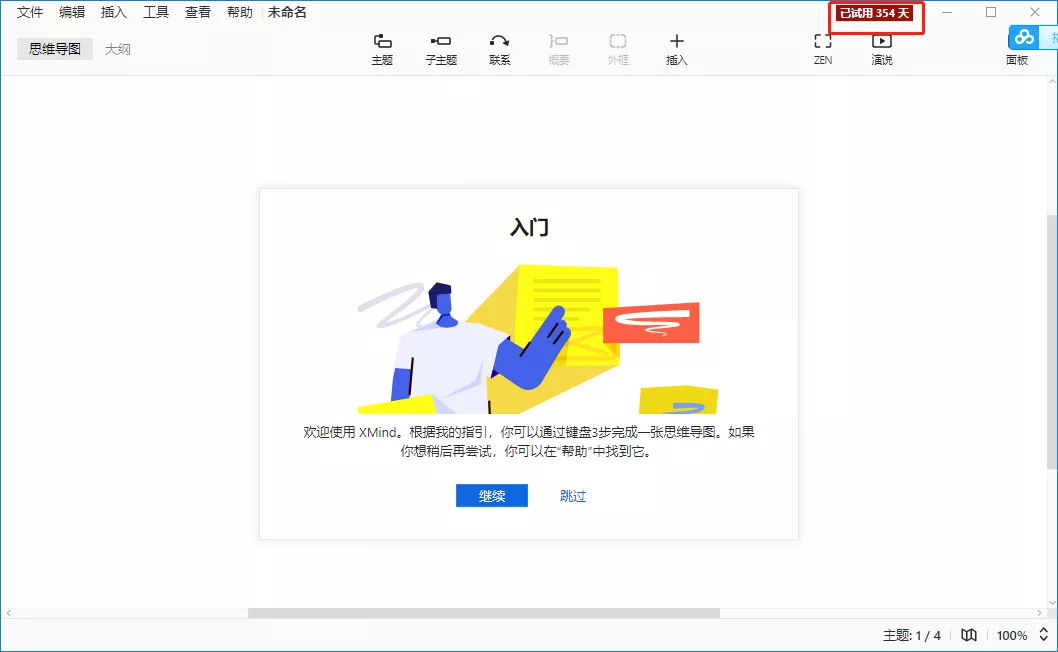 文件 编辑 插入 工具 查看 帮助 未命名 已试用 354 天
思维导图 大纲 主题 子主题 联系 概要 外框 插入 ZEN 演说 面板
入门
欢迎使用 XMind。根据我的指引，你可以通过键盘3步完成一张思维导图。如果
你想稍后再尝试，你可以在“帮助”中找到它。
继续 跳过
主题: 1 / 4 100%